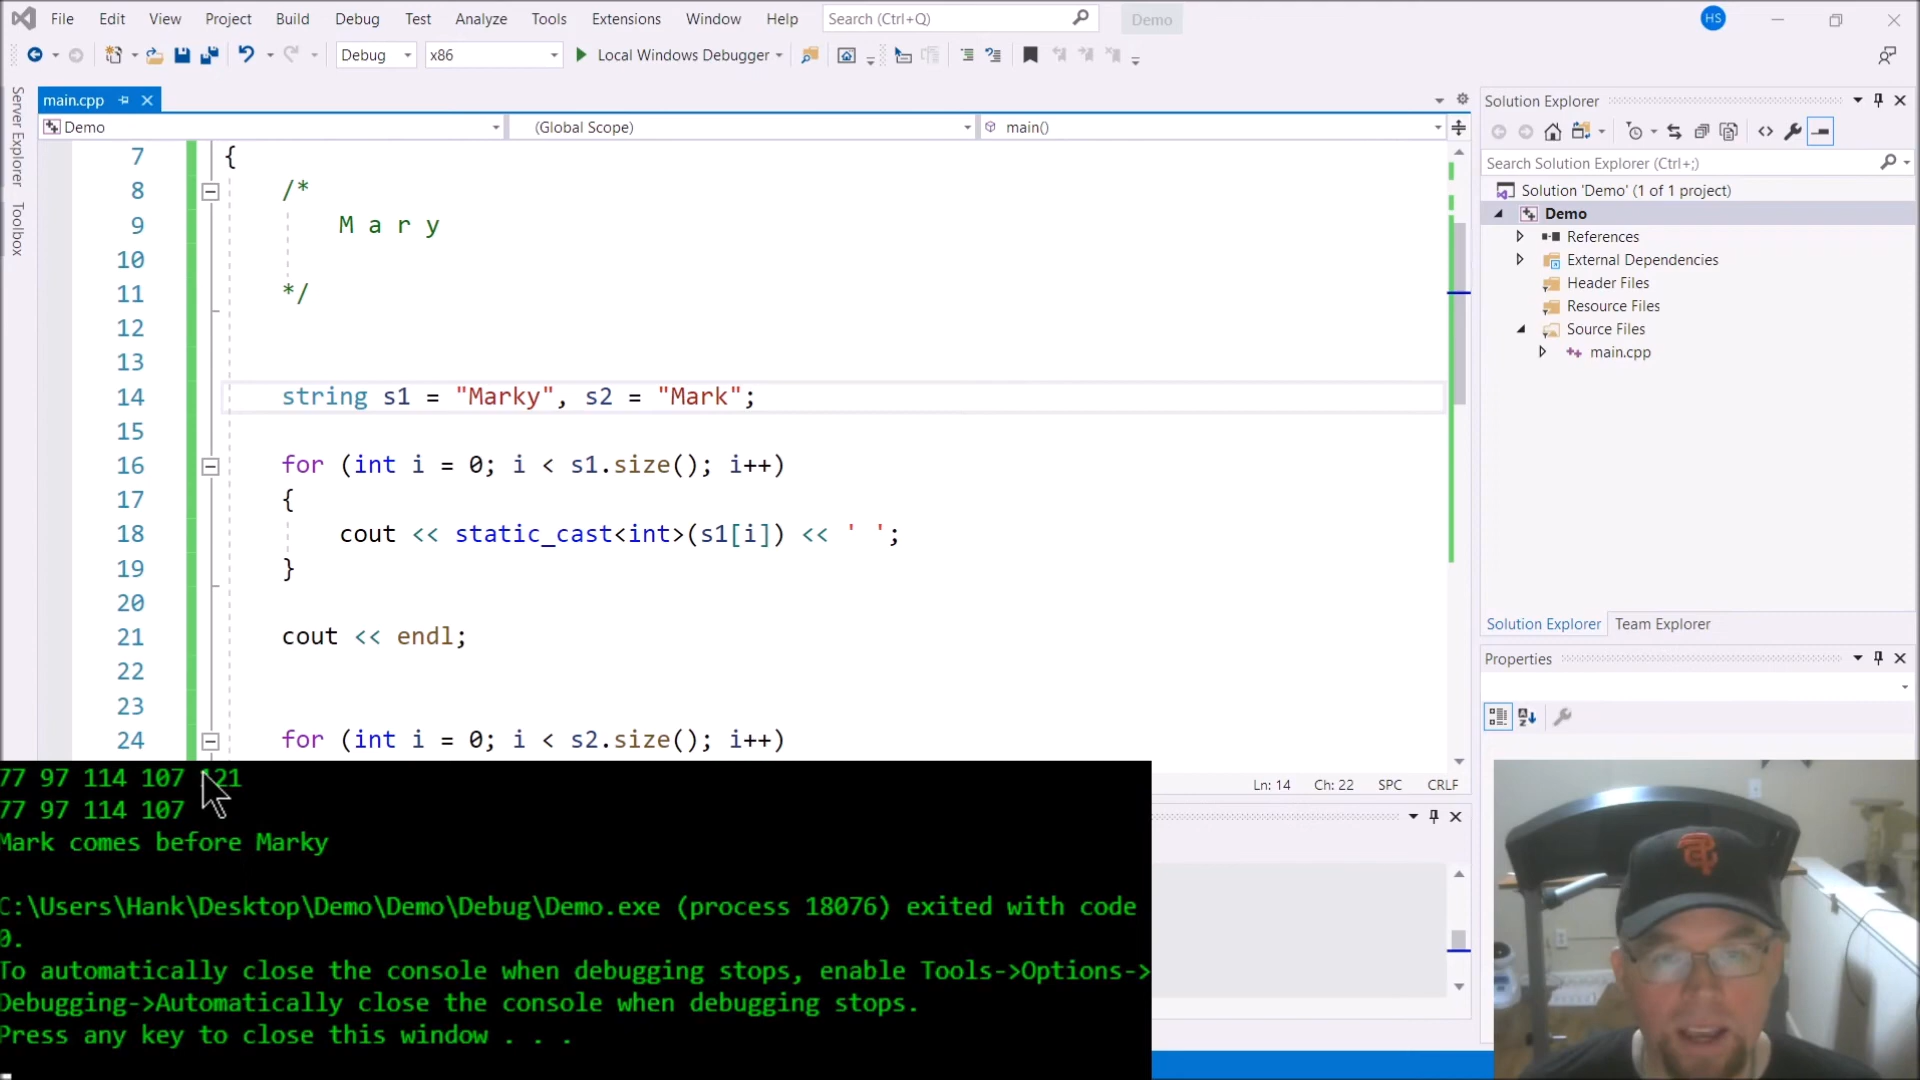 File Edit View Project Build Debug Test Analyze Tools Extensions Window Help Search (Ctrl+Q) Demo HS
Debug x86 Local Windows Debugger
Server Explorer
Toolbox
main.cpp
Demo (Global Scope) main()
7 {
8 /*
9 M a r y
10
11 */
12
13
14 string s1 = "Marky", s2 = "Mark";
15
16 for (int i = 0; i < s1.size(); i++)
17 {
18 cout << static_cast<int>(s1[i]) << ' ';
19 }
20
21 cout << endl;
22
23
24 for (int i = 0; i < s2.size(); i++)
Ln: 14 Ch: 22 SPC CRLF
Solution Explorer
Search Solution Explorer (Ctrl+;)
Solution 'Demo' (1 of 1 project)
Demo
References
External Dependencies
Header Files
Resource Files
Source Files
main.cpp
Solution Explorer Team Explorer
Properties
77 97 114 107 121
77 97 114 107
Mark comes before Marky
C:\Users\Hank\Desktop\Demo\Demo\Debug\Demo.exe (process 18076) exited with code
0.
To automatically close the console when debugging stops, enable Tools->Options->
Debugging->Automatically close the console when debugging stops.
Press any key to close this window . . .